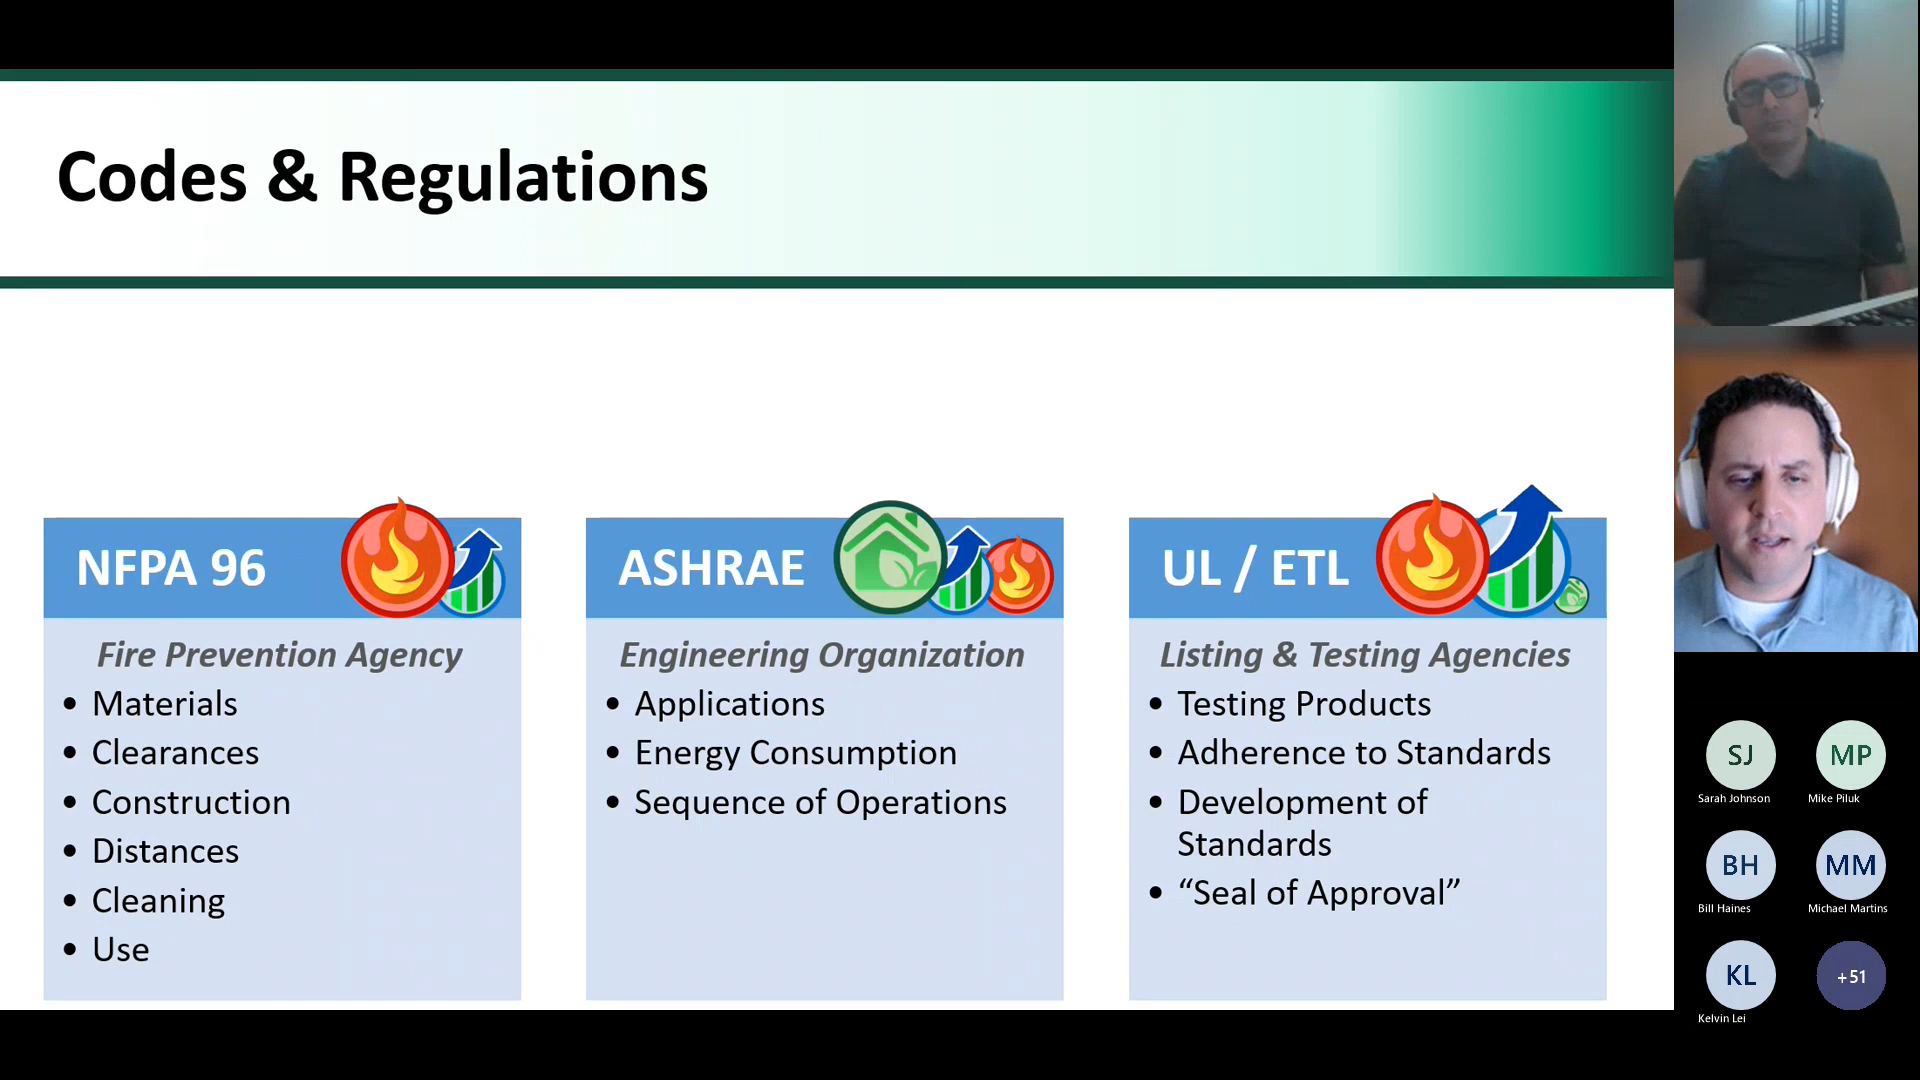 Codes & Regulations
NFPA 96
Fire Prevention Agency
• Materials
• Clearances
• Construction
• Distances
• Cleaning
• Use
ASHRAE
Engineering Organization
• Applications
• Energy Consumption
• Sequence of Operations
UL / ETL
Listing & Testing Agencies
• Testing Products
• Adherence to Standards
• Development of
Standards
• “Seal of Approval”
SJ
Sarah Johnson
MP
Mike Piluk
BH
Bill Haines
MM
Michael Martins
KL
Kelvin Lei
+51